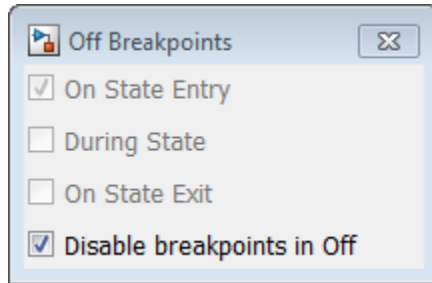 Off Breakpoints
On State Entry
During State
On State Exit
Disable breakpoints in Off